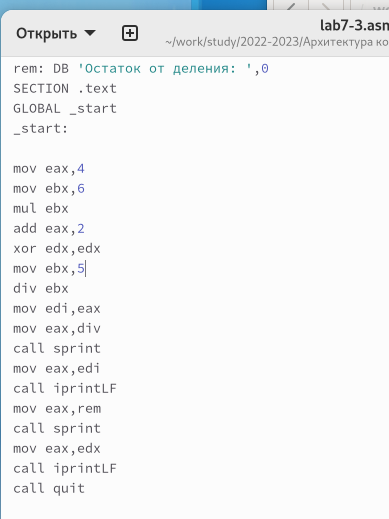 Открыть
lab7-3.asm
~/work/study/2022-2023/Архитектура ко
rem: DB 'Остаток от деления: ',0
SECTION .text
GLOBAL _start
_start:
mov eax,4
mov ebx,6
mul ebx
add eax,2
xor edx,edx
mov ebx,5
div ebx
mov edi,eax
mov eax,div
call sprint
mov eax,edi
call iprintLF
mov eax,rem
call sprint
mov eax,edx
call iprintLF
call quit